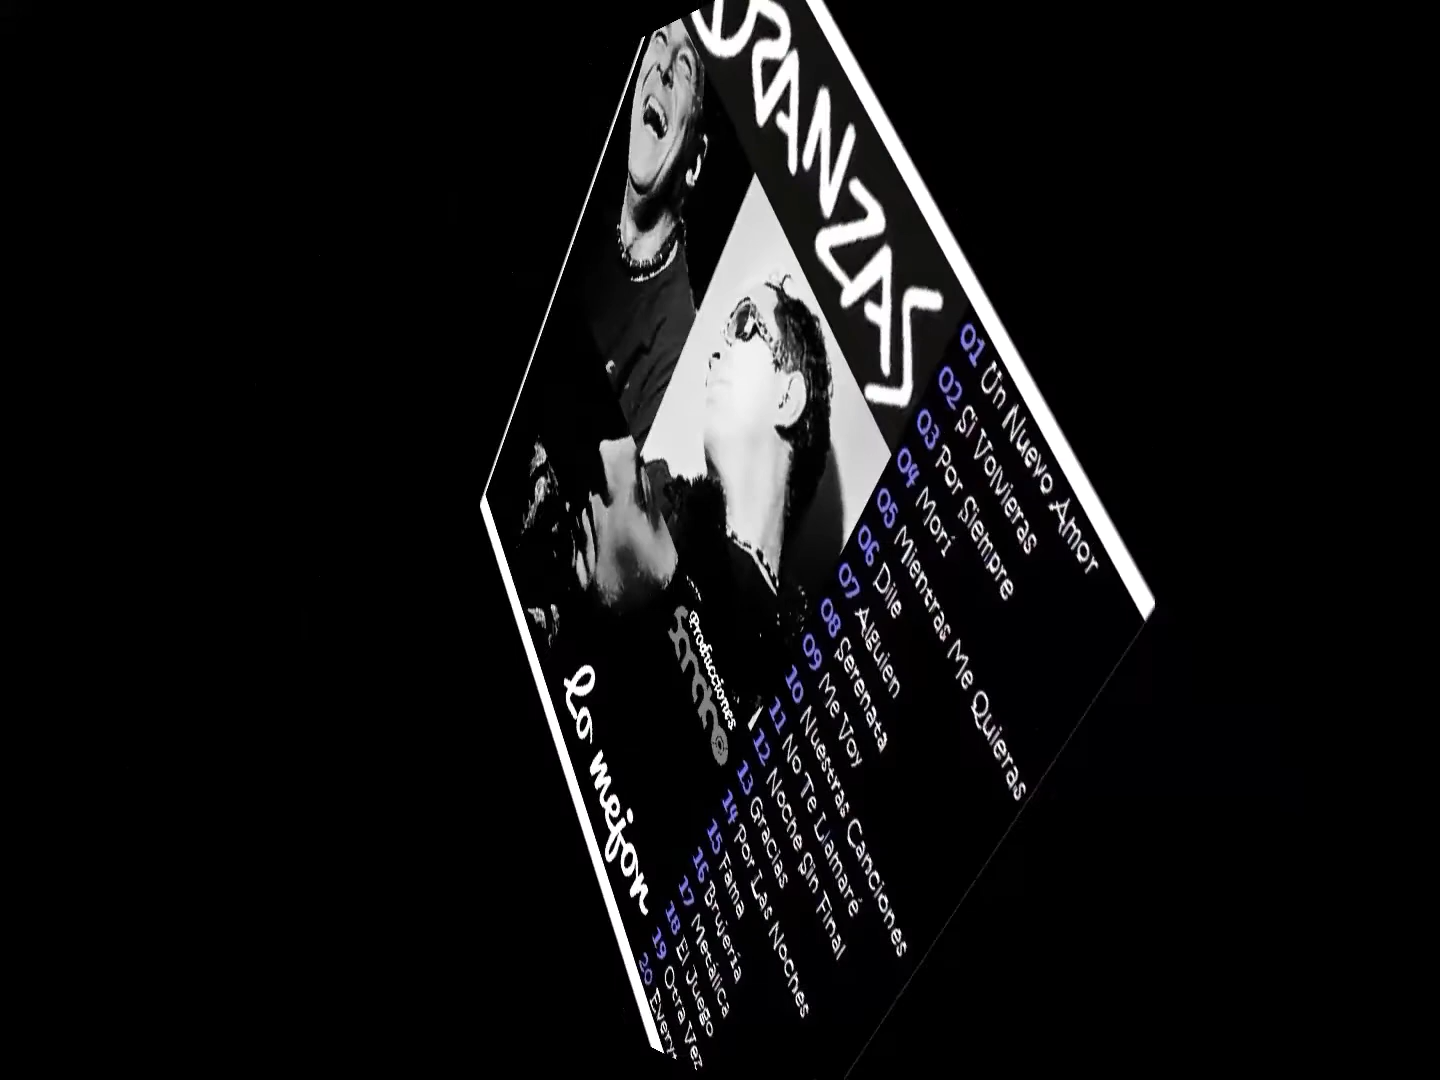 RANZAS
01 Un Nuevo Amor
02 Si Volvieras
03 Por Siempre
04 Morí
05 Mientras Me Quieras
06 Dile
07 Alguien
08 Serenata
09 Me Voy
10 Nuestras Canciones
11 No Te Llamaré
12 Noche Sin Final
13 Gracias
14 Por Las Noches
15 Fama
16 Brujería
17 Metálica
18 El Juego
19 Otra Vez
20 Every
Producciones
lo mejor